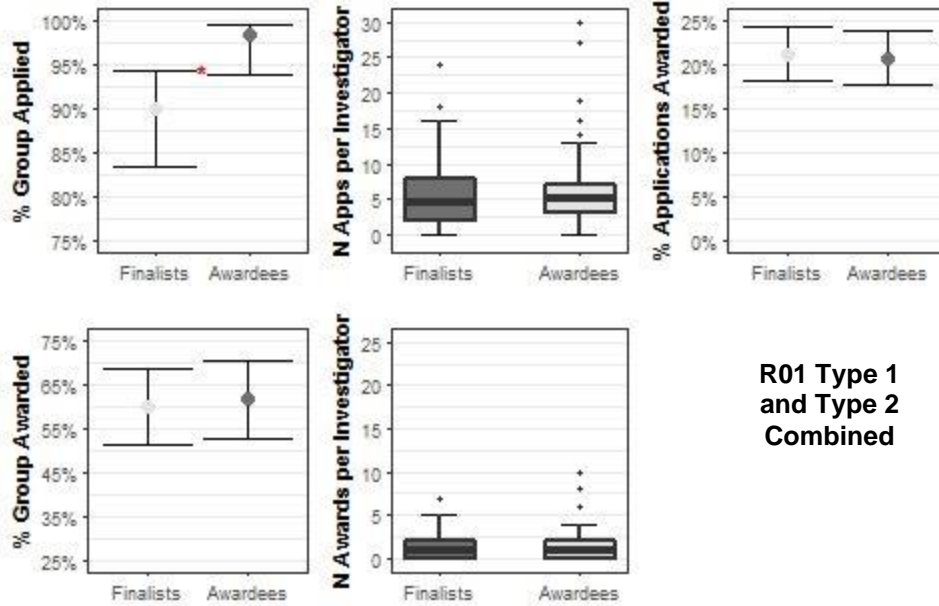 % Group Applied
100%
95%
90%
85%
80%
75%
*
Finalists Awardees
N Apps per Investigator
30
25
20
15
10
5
0
Finalists Awardees
% Applications Awarded
25%
20%
15%
10%
5%
0%
Finalists Awardees
% Group Awarded
75%
65%
55%
45%
35%
25%
Finalists Awardees
N Awards per Investigator
25
20
15
10
5
0
Finalists Awardees
R01 Type 1
and Type 2
Combined